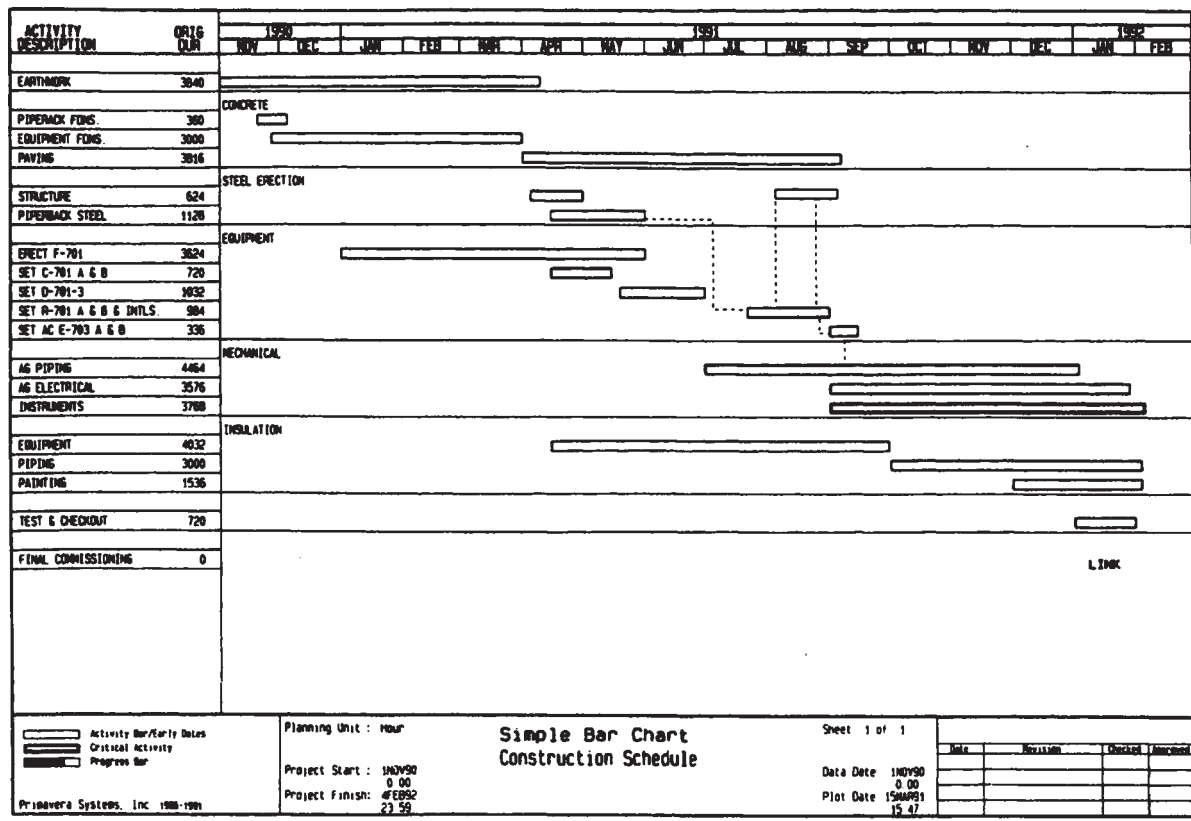 ACTIVITY DESCRIPTION ORIG DUR
1990 1991 1992
NOV DEC JAN FEB MAR APR MAY JUN JUL AUG SEP OCT NOV DEC JAN FEB
EARTHWORK 3840
CONCRETE
PIPERACK FDNS. 360
EQUIPMENT FDNS. 3000
PAVING 3816
STEEL ERECTION
STRUCTURE 624
PIPERBACK STEEL 1128
EQUIPMENT
ERECT F-701 3624
SET C-701 A & B 720
SET D-701-3 1032
SET R-701 A & B & INTLS. 984
SET AC E-703 A & B 336
MECHANICAL
AG PIPING 4464
AG ELECTRICAL 3576
INSTRUMENTS 3768
INSULATION
EQUIPMENT 4032
PIPING 3000
PAINTING 1536
TEST & CHECKOUT 720
FINAL COMMISSIONING 0
LINK
Activity Bar/Early Dates
Critical Activity
Progress Bar
Primavera Systems, Inc 1986-1991
Planning Unit : Hour
Project Start : 1NOV90
0 00
Project Finish: 4FEB92
23 59
Simple Bar Chart
Construction Schedule
Sheet 1 of 1
Data Date 1NOV90
0 00
Plot Date 15MAR91
15 47
Date Revision Checked Approved